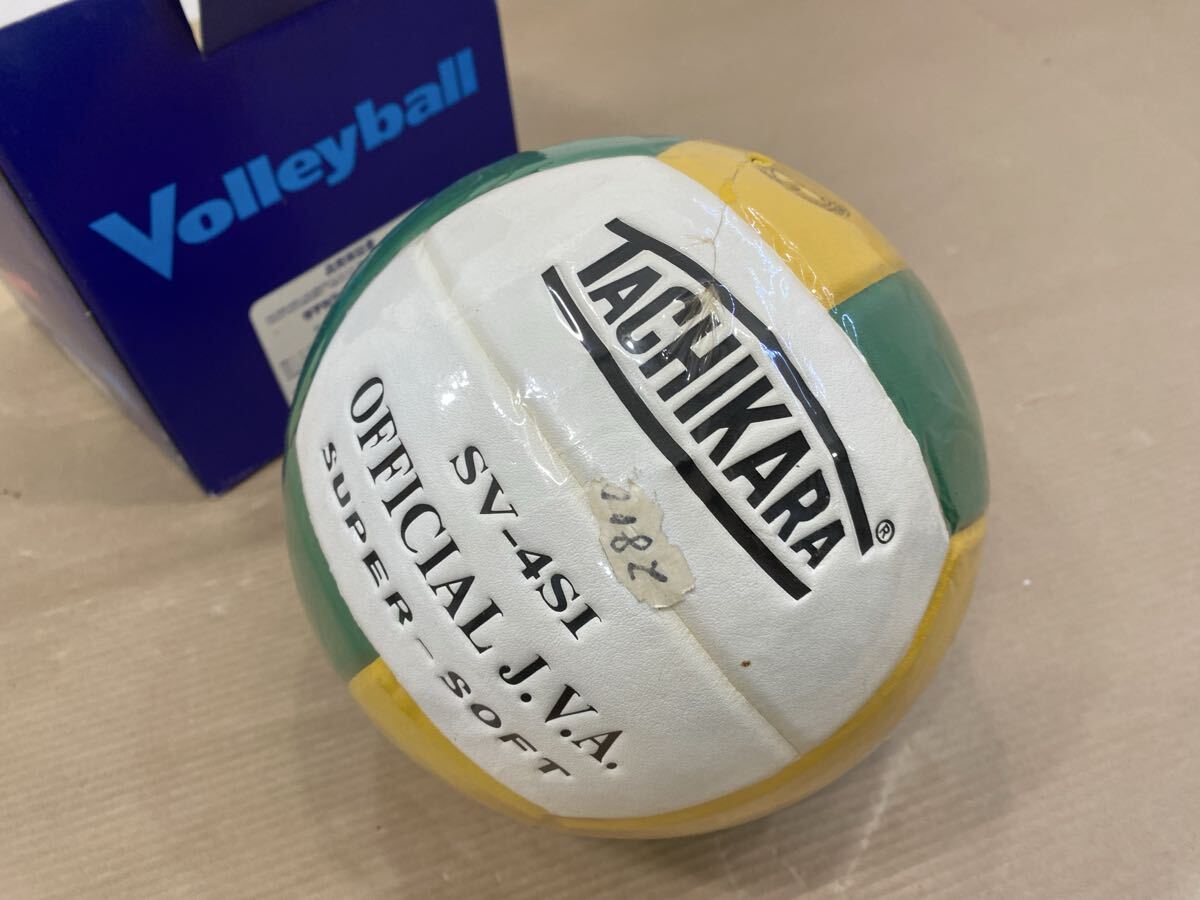 Volleyball
TACHIKARA
®
SV-4SI
OFFICIAL J.V.A.
SUPER-SOFT